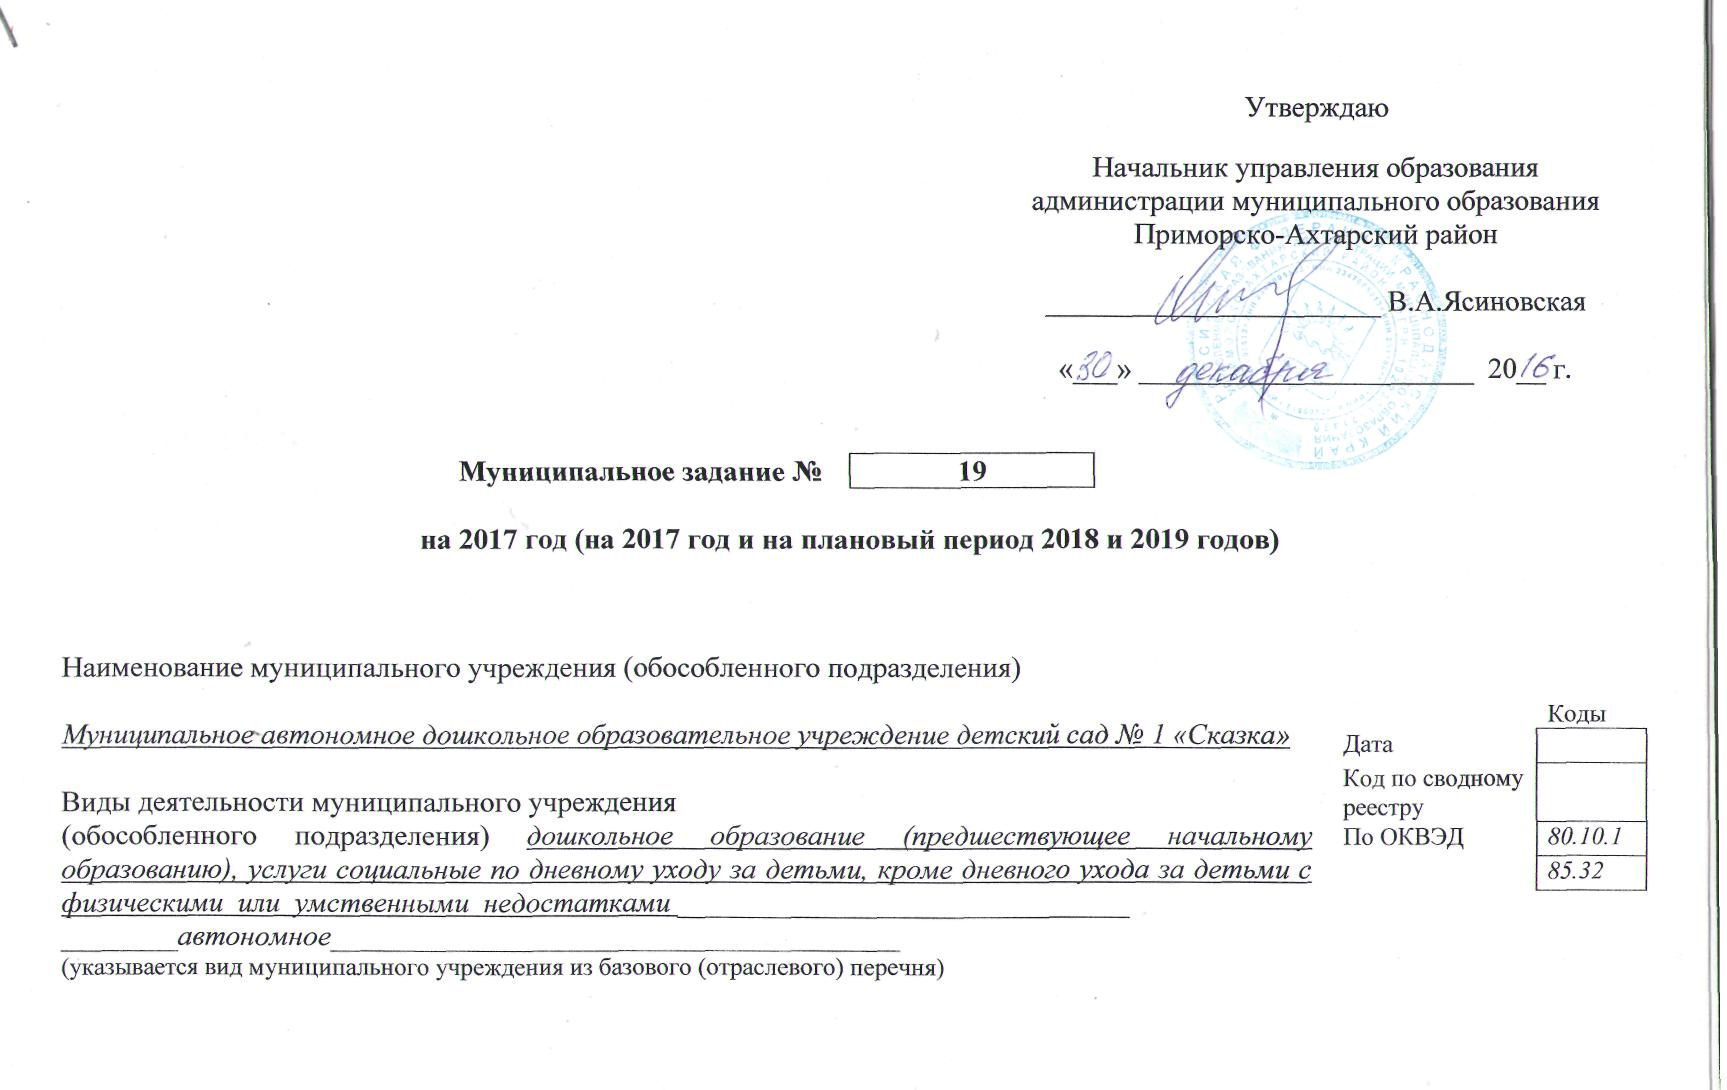 Утверждаю
Начальник управления образования
администрации муниципального образования
Приморско-Ахтарский район
В.А.Ясиновская
«30» декабря 2016 г.
Муниципальное задание № 19
на 2017 год (на 2017 год и на плановый период 2018 и 2019 годов)
Наименование муниципального учреждения (обособленного подразделения)
Муниципальное автономное дошкольное образовательное учреждение детский сад № 1 «Сказка»
Виды деятельности муниципального учреждения
(обособленного подразделения) дошкольное образование (предшествующее начальному
образованию), услуги социальные по дневному уходу за детьми, кроме дневного ухода за детьми с
физическими или умственными недостатками
автономное
(указывается вид муниципального учреждения из базового (отраслевого) перечня)
Коды
Дата
Код по сводному
реестру
По ОКВЭД 80.10.1
85.32